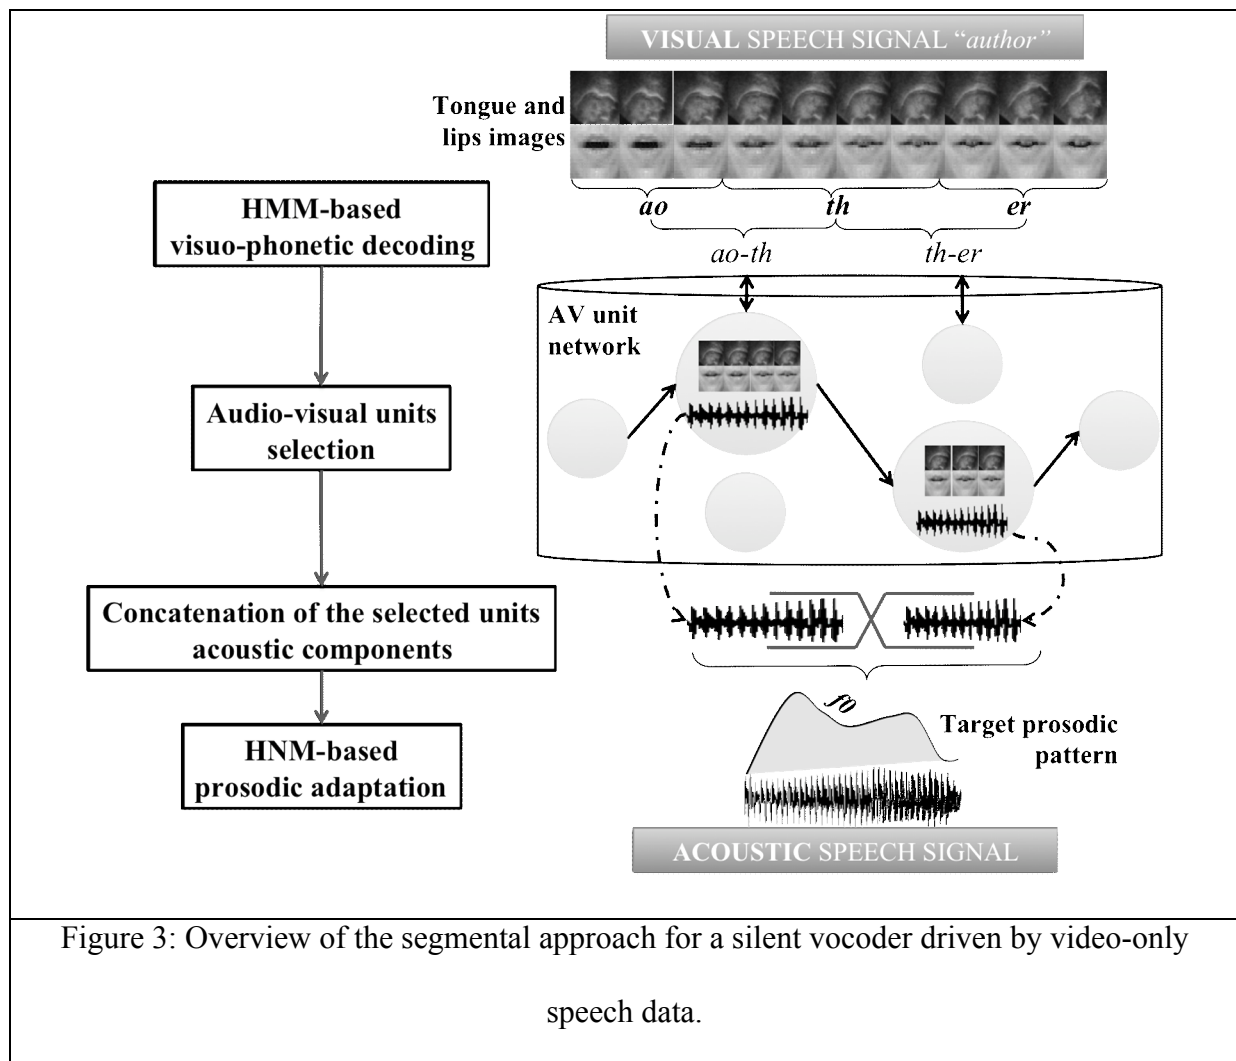 VISUAL SPEECH SIGNAL “author”
Tongue and
lips images
ao th er
ao-th th-er
HMM-based
visuo-phonetic decoding
AV unit
network
Audio-visual units
selection
Concatenation of the selected units
acoustic components
f0
Target prosodic
pattern
HNM-based
prosodic adaptation
ACOUSTIC SPEECH SIGNAL
Figure 3: Overview of the segmental approach for a silent vocoder driven by video-only
speech data.